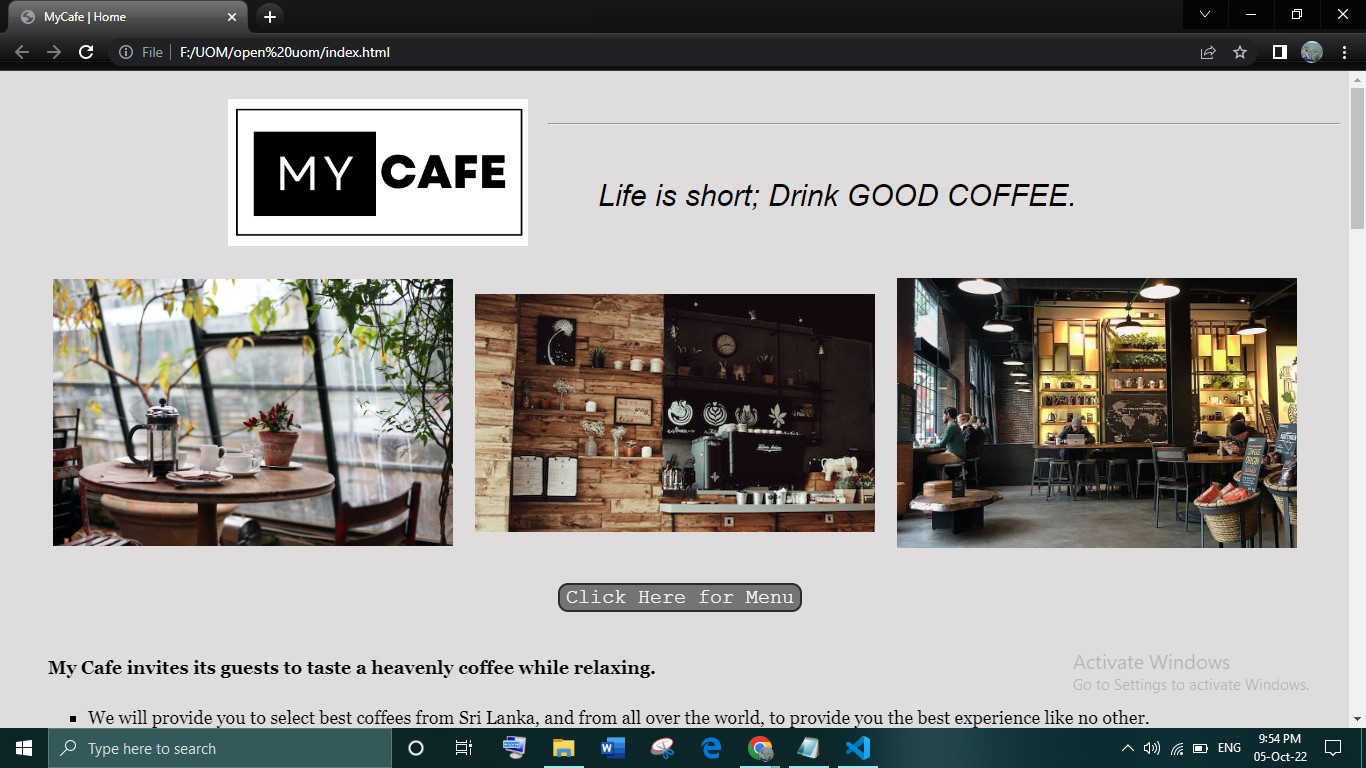 MyCafe | Home
File
F:/UOM/open%20uom/index.html
MY CAFE
Life is short; Drink GOOD COFFEE.
Click Here for Menu
My Cafe invites its guests to taste a heavenly coffee while relaxing.
We will provide you to select best coffees from Sri Lanka, and from all over the world, to provide you the best experience like no other.
Activate Windows
Go to Settings to activate Windows.
Type here to search
ENG
9:54 PM
05-Oct-22